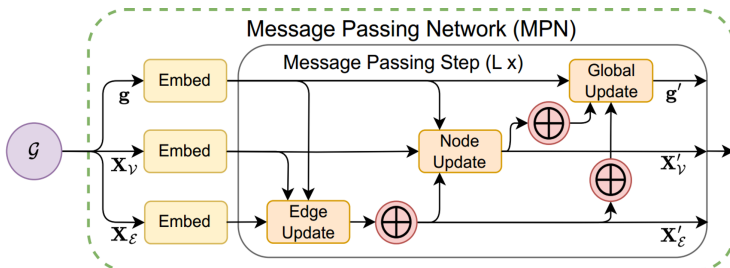 Message Passing Network (MPN)
Message Passing Step (L x)
𝒢
g
Embed
Global
Update
g′
X𝒱
Embed
Node
Update
X′𝒱
Xℰ
Embed
Edge
Update
X′ℰ